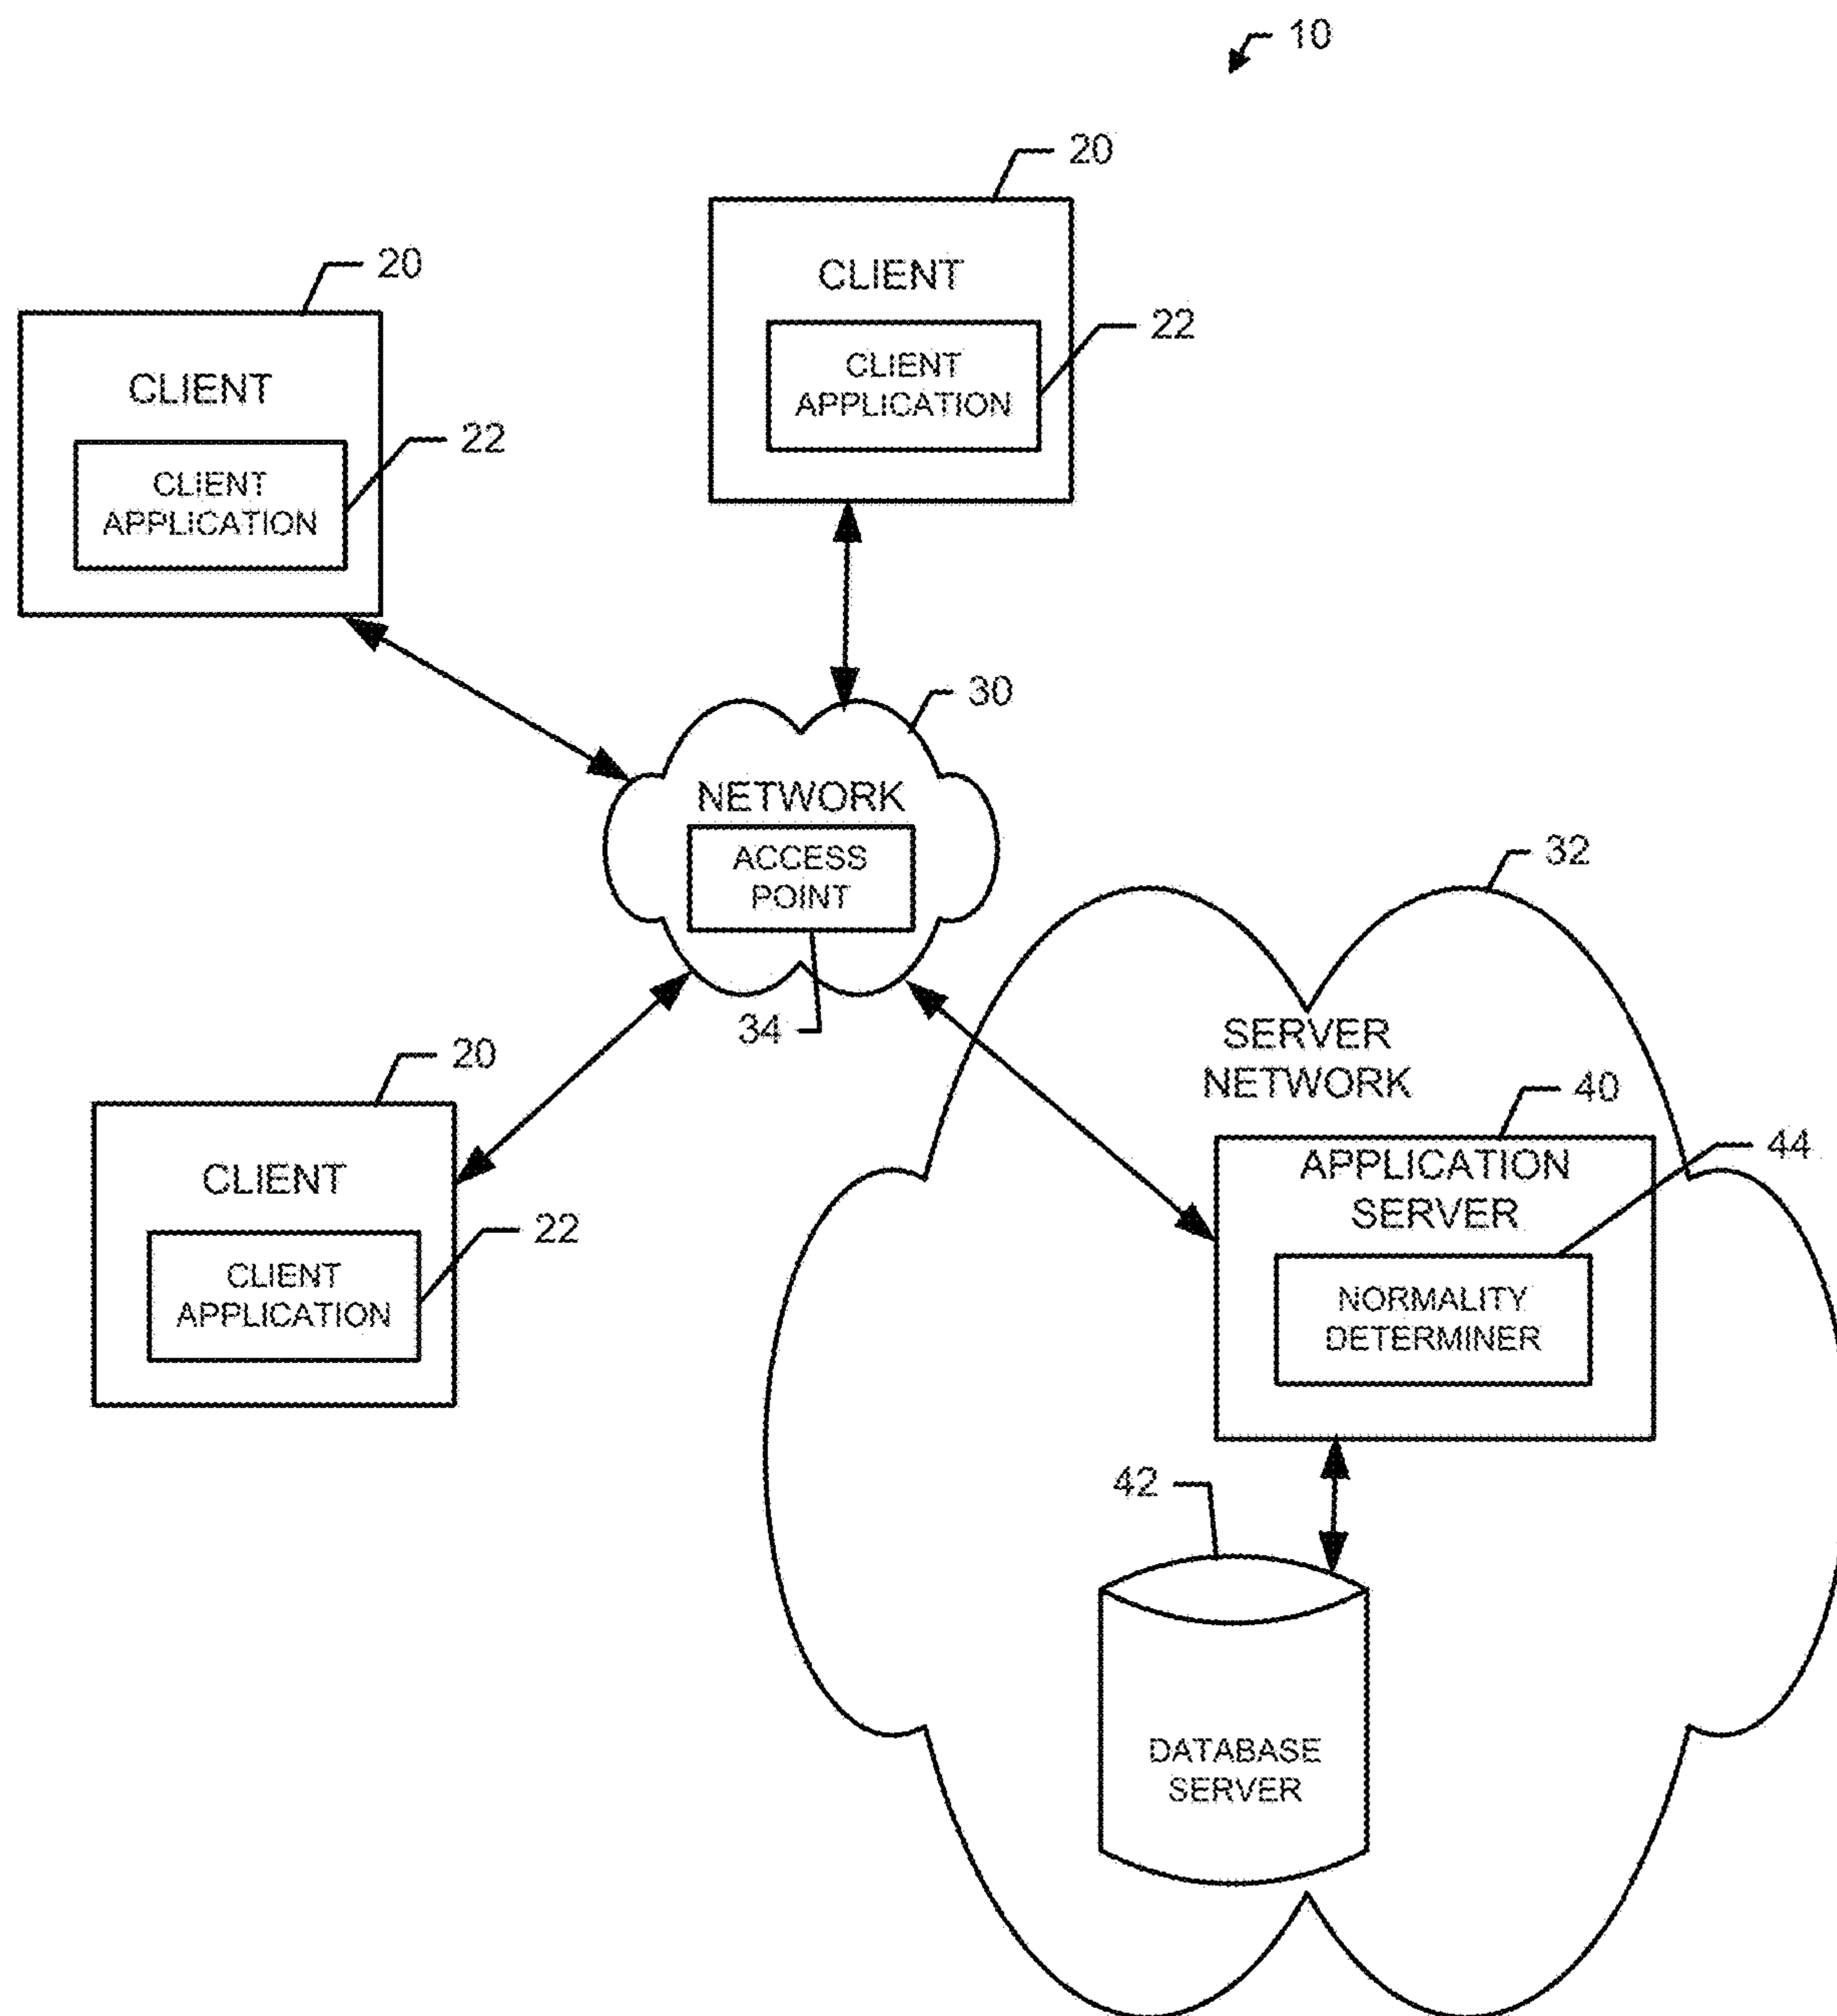 10
20
CLIENT
CLIENT
APPLICATION
22
20
CLIENT
CLIENT
APPLICATION
22
30
NETWORK
ACCESS
POINT
34
32
SERVER
NETWORK
40
APPLICATION
SERVER
44
NORMALITY
DETERMINER
20
CLIENT
CLIENT
APPLICATION
22
42
DATABASE
SERVER